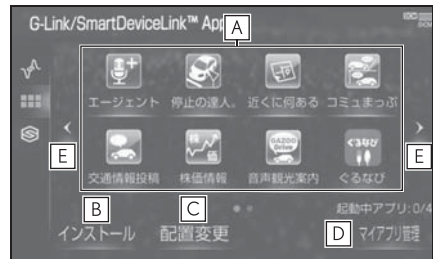 G-Link/SmartDeviceLink™ App
A
エージェント 停止の達人。 近くに何ある コミュまっぷ
E
E
交通情報投稿 株価情報 音声観光案内 ぐるなび
B
C
起動中アプリ:0/4
インストール 配置変更
D
マイアプリ管理